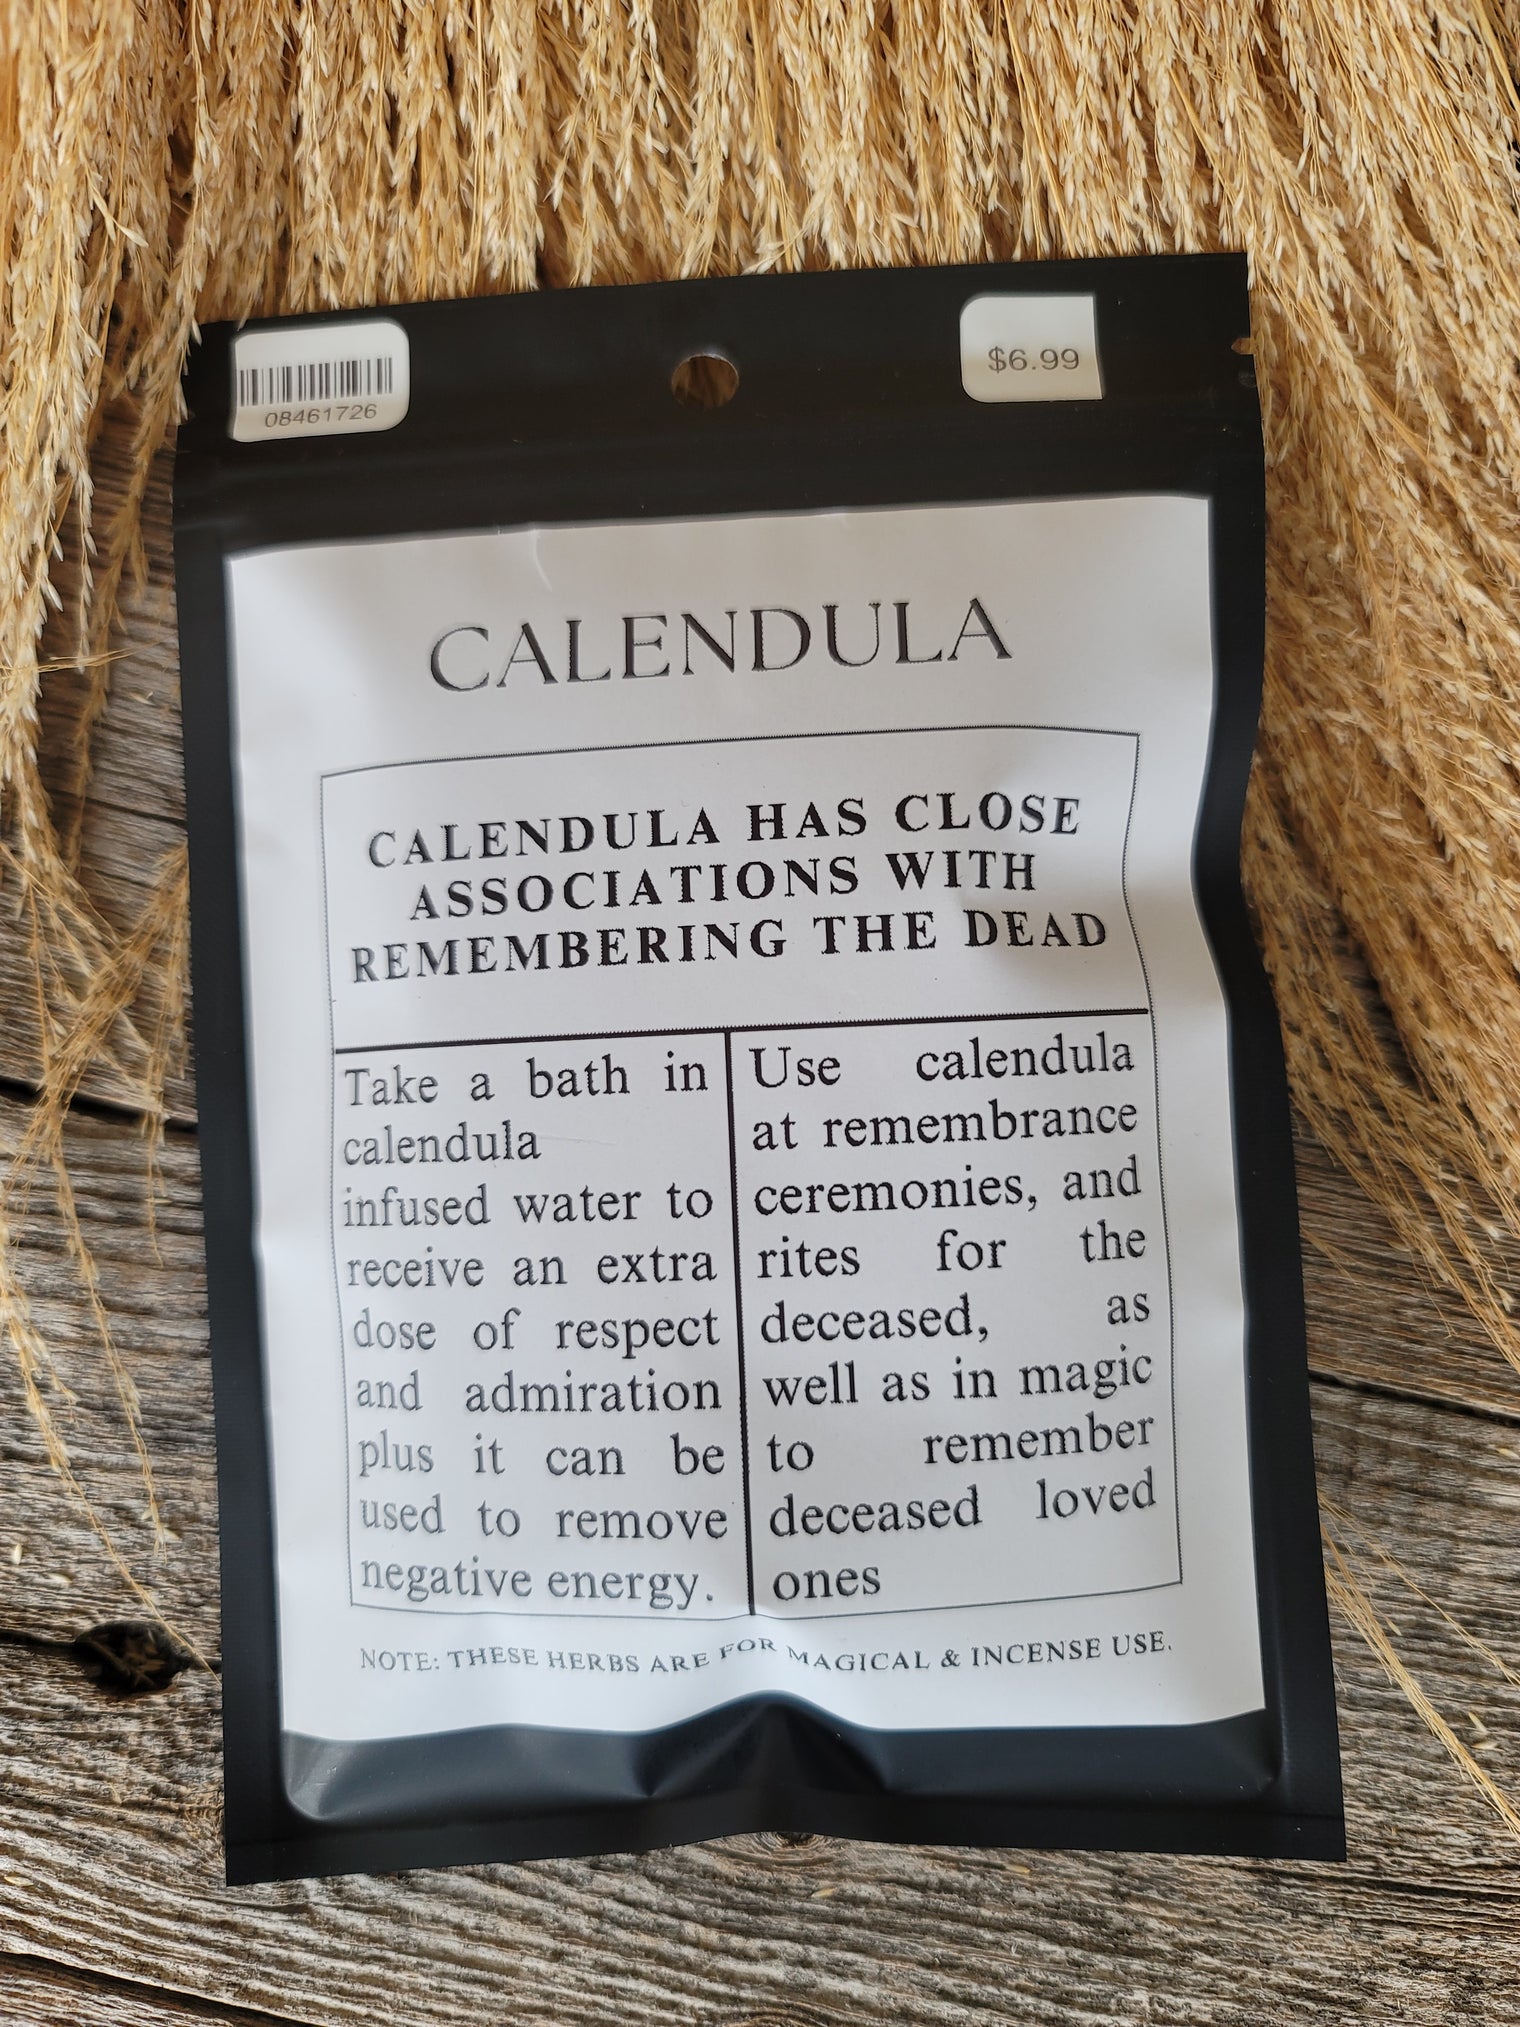 08461726
$6.99
CALENDULA
CALENDULA HAS CLOSE
ASSOCIATIONS WITH
REMEMBERING THE DEAD
Take a bath in
calendula
infused water to
receive an extra
dose of respect
and admiration
plus it can be
used to remove
negative energy.
Use calendula
at remembrance
ceremonies, and
rites for the
deceased, as
well as in magic
to remember
deceased loved
ones
NOTE: THESE HERBS ARE FOR MAGICAL & INCENSE USE.